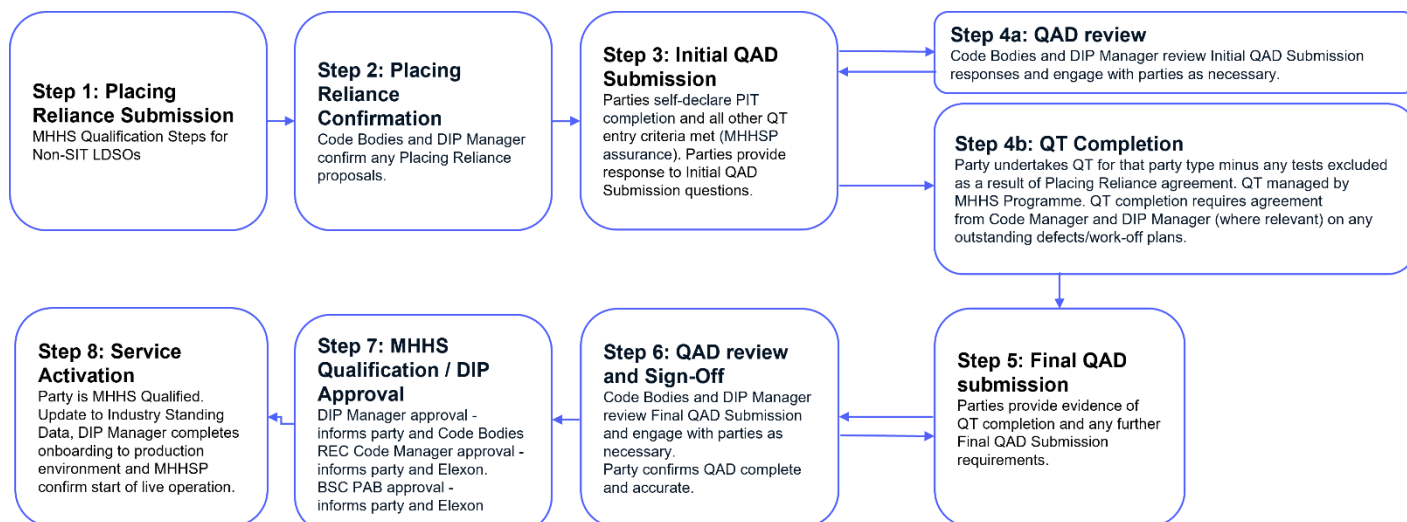 Step 1: Placing
Reliance Submission
MHHS Qualification Steps for
Non-SIT LDSOs
Step 2: Placing
Reliance
Confirmation
Code Bodies and DIP Manager
confirm any Placing Reliance
proposals.
Step 3: Initial QAD
Submission
Parties self-declare PIT
completion and all other QT
entry criteria met (MHHSP
assurance). Parties provide
response to Initial QAD
Submission questions.
Step 4a: QAD review
Code Bodies and DIP Manager review Initial QAD Submission
responses and engage with parties as necessary.
Step 4b: QT Completion
Party undertakes QT for that party type minus any tests excluded
as a result of Placing Reliance agreement. QT managed by
MHHS Programme. QT completion requires agreement
from Code Manager and DIP Manager (where relevant) on any
outstanding defects/work-off plans.
Step 5: Final QAD
submission
Parties provide evidence of
QT completion and any further
Final QAD Submission
requirements.
Step 6: QAD review
and Sign-Off
Code Bodies and DIP Manager
review Final QAD Submission
and engage with parties as
necessary.
Party confirms QAD complete
and accurate.
Step 7: MHHS
Qualification / DIP
Approval
DIP Manager approval -
informs party and Code Bodies
REC Code Manager approval -
informs party and Elexon.
BSC PAB approval -
informs party and Elexon
Step 8: Service
Activation
Party is MHHS Qualified.
Update to Industry Standing
Data, DIP Manager completes
onboarding to production
environment and MHHSP
confirm start of live operation.